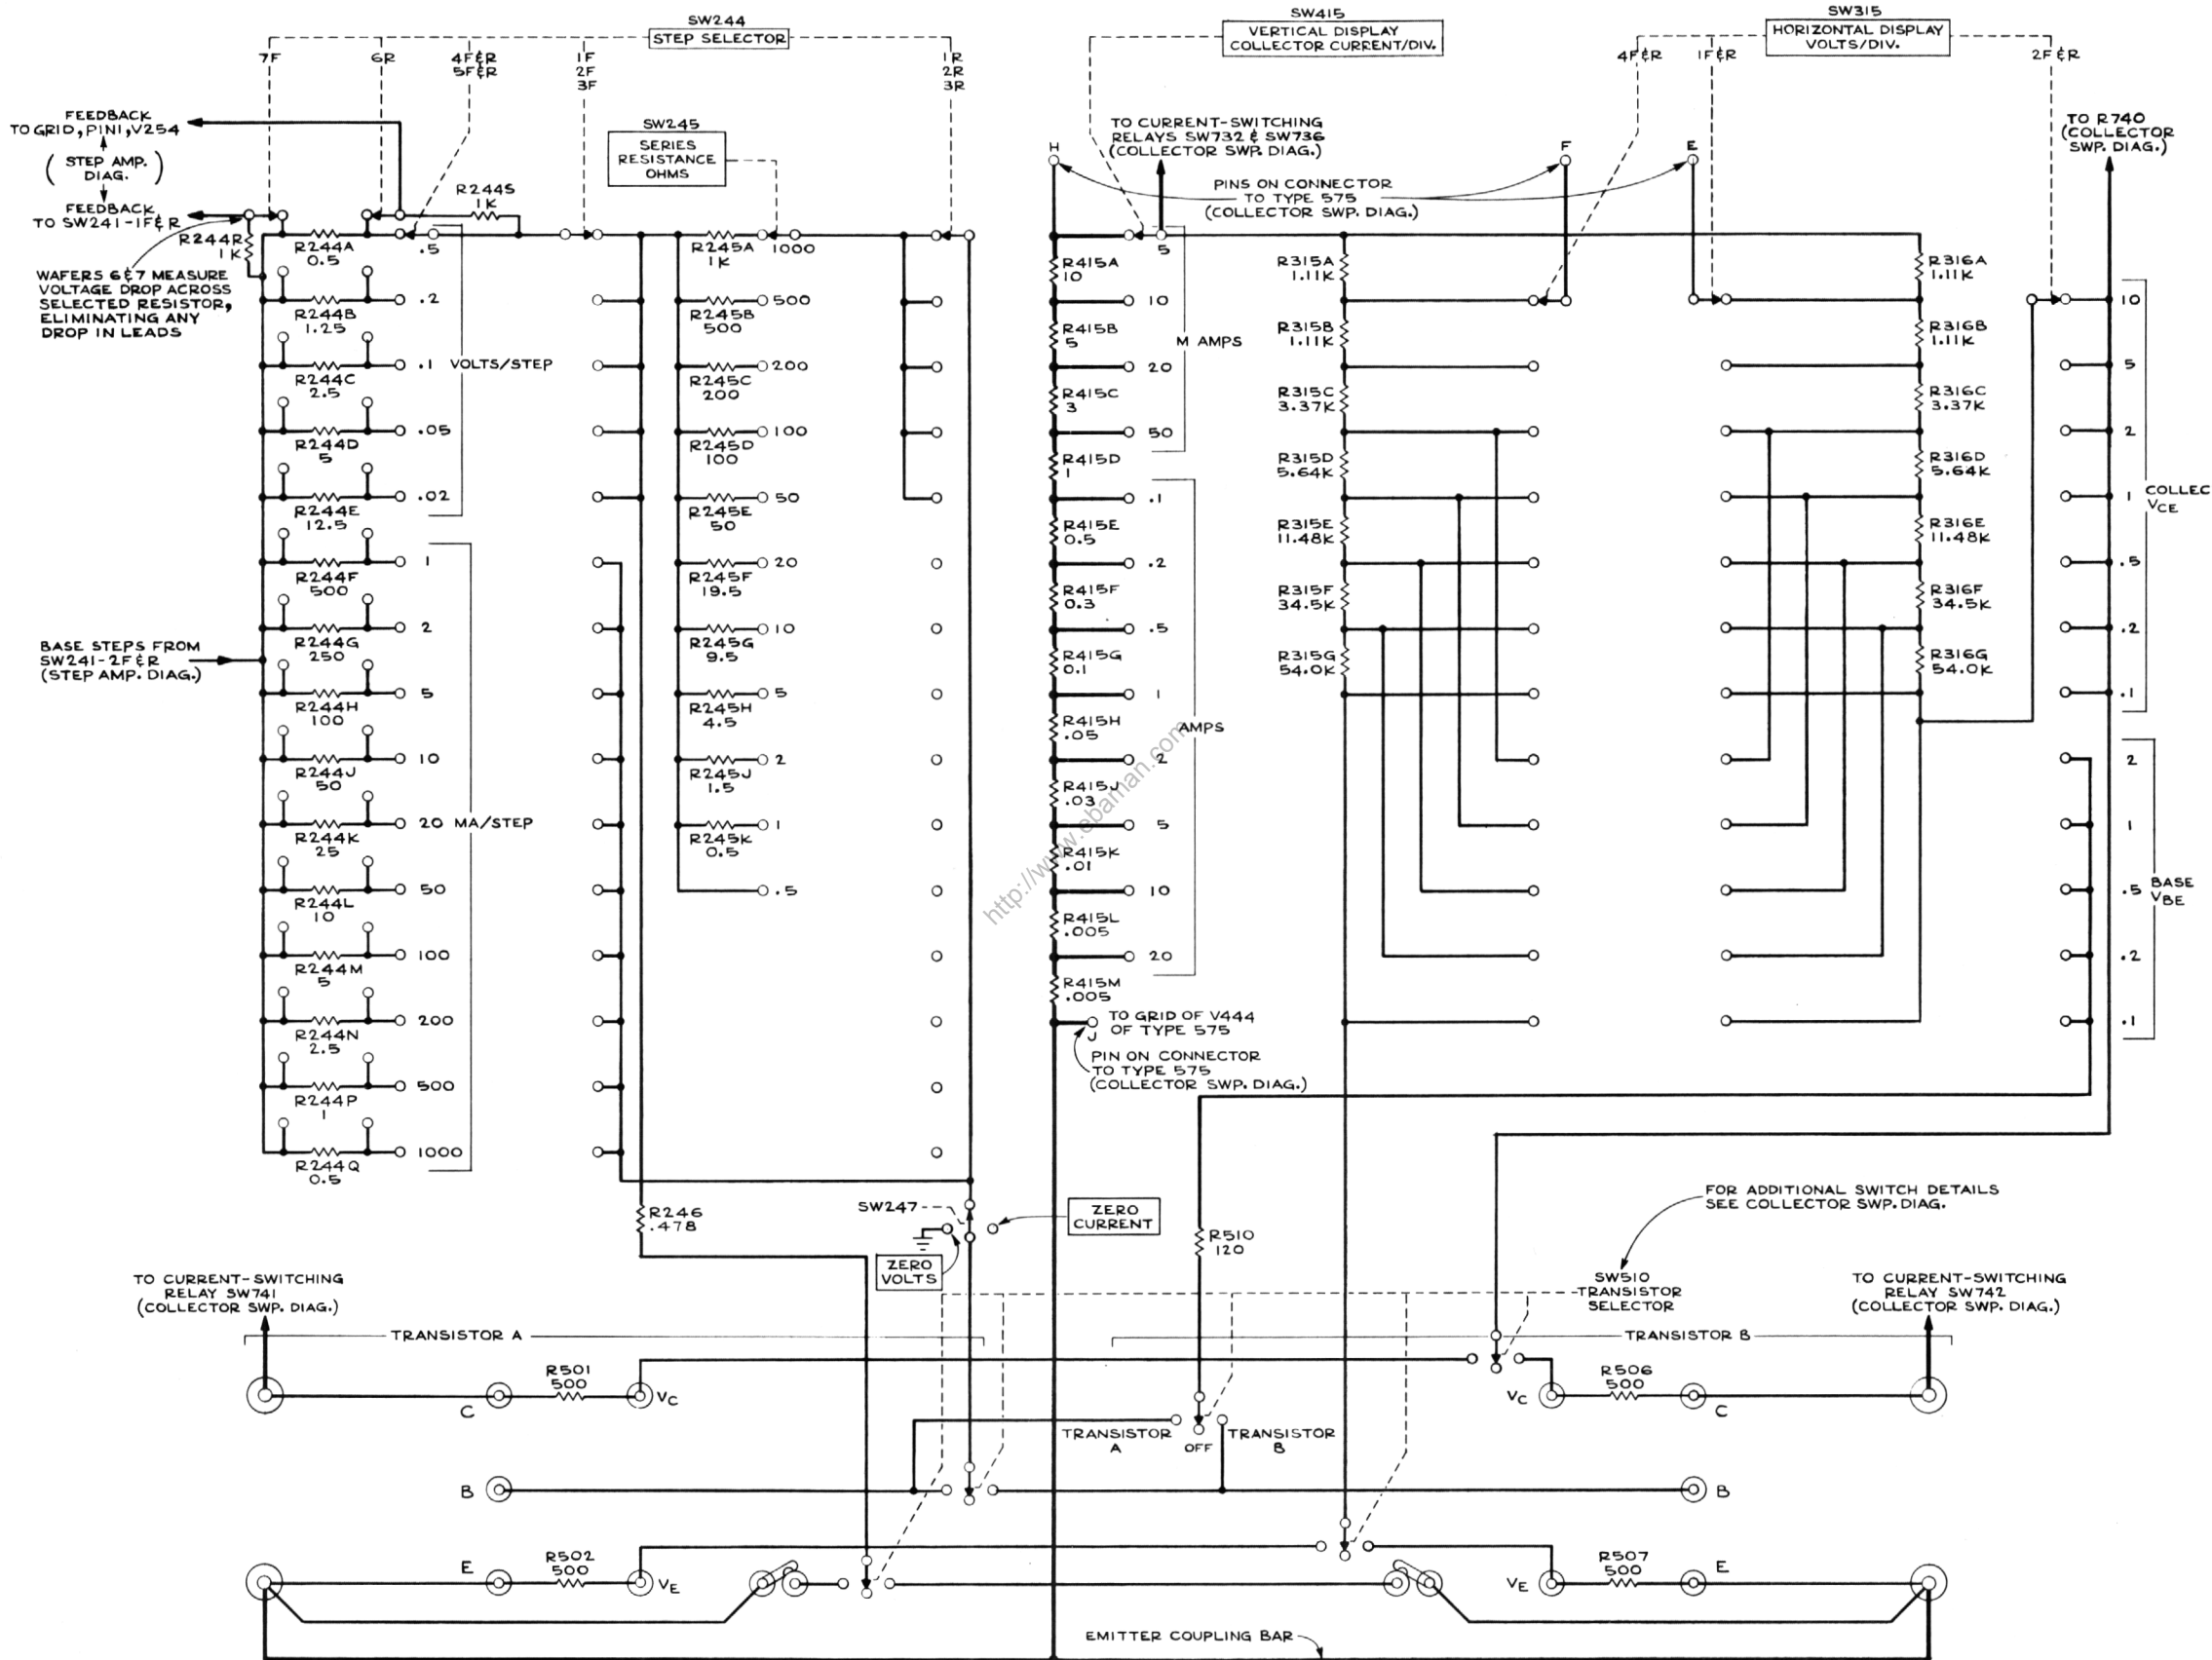 SW244
STEP SELECTOR
7F
6R
4F&R
5F&R
1F
2F
3F
1R
2R
3R
FEEDBACK
TO GRID, PIN1, V254
( STEP AMP. )
DIAG.
FEEDBACK
TO SW241-1F&R
R244R
1K
R244S
1K
WAFERS 6&7 MEASURE
VOLTAGE DROP ACROSS
SELECTED RESISTOR,
ELIMINATING ANY
DROP IN LEADS
R244A
0.5
.5
R244B
1.25
.2
R244C
2.5
.1 VOLTS/STEP
R244D
5
.05
R244E
12.5
.02
R244F
500
1
R244G
250
2
R244H
100
5
R244J
50
10
R244K
25
20 MA/STEP
R244L
10
50
R244M
5
100
R244N
2.5
200
R244P
1
500
R244Q
0.5
1000
BASE STEPS FROM
SW241-2F&R
(STEP AMP. DIAG.)
SW245
SERIES
RESISTANCE
OHMS
R245A
1K
1000
R245B
500
500
R245C
200
200
R245D
100
100
R245E
50
50
R245F
19.5
20
R245G
9.5
10
R245H
4.5
5
R245J
1.5
2
R245K
0.5
1
.5
R246
.478
SW247
ZERO
VOLTS
ZERO
CURRENT
SW415
VERTICAL DISPLAY
COLLECTOR CURRENT/DIV.
TO CURRENT-SWITCHING
RELAYS SW732 & SW736
(COLLECTOR SWP. DIAG.)
H
F
E
PINS ON CONNECTOR
TO TYPE 575
(COLLECTOR SWP. DIAG.)
5
R415A
10
10
R415B
5
M AMPS
20
R415C
3
50
R415D
1
.1
R415E
0.5
.2
R415F
0.3
.5
R415G
0.1
1
R415H
.05
AMPS
2
R415J
.03
5
R415K
.01
10
R415L
.005
20
R415M
.005
J
TO GRID OF V444
OF TYPE 575
PIN ON CONNECTOR
TO TYPE 575
(COLLECTOR SWP. DIAG.)
http://www.ebaman.com
SW315
HORIZONTAL DISPLAY
VOLTS/DIV.
4F&R
1F&R
2F&R
TO R740
(COLLECTOR
SWP. DIAG.)
R315A
1.11K
R315B
1.11K
R315C
3.37K
R315D
5.64K
R315E
11.48K
R315F
34.5K
R315G
54.0K
R316A
1.11K
R316B
1.11K
R316C
3.37K
R316D
5.64K
R316E
11.48K
R316F
34.5K
R316G
54.0K
10
5
2
1
.5
.2
.1
COLLEC
VCE
2
1
.5
.2
.1
BASE
VBE
R510
120
FOR ADDITIONAL SWITCH DETAILS
SEE COLLECTOR SWP. DIAG.
SW510
TRANSISTOR
SELECTOR
TO CURRENT-SWITCHING
RELAY SW741
(COLLECTOR SWP. DIAG.)
TO CURRENT-SWITCHING
RELAY SW742
(COLLECTOR SWP. DIAG.)
TRANSISTOR A
TRANSISTOR B
C
R501
500
VC
VC
R506
500
C
TRANSISTOR
A
OFF
TRANSISTOR
B
B
B
E
R502
500
VE
VE
R507
500
E
EMITTER COUPLING BAR